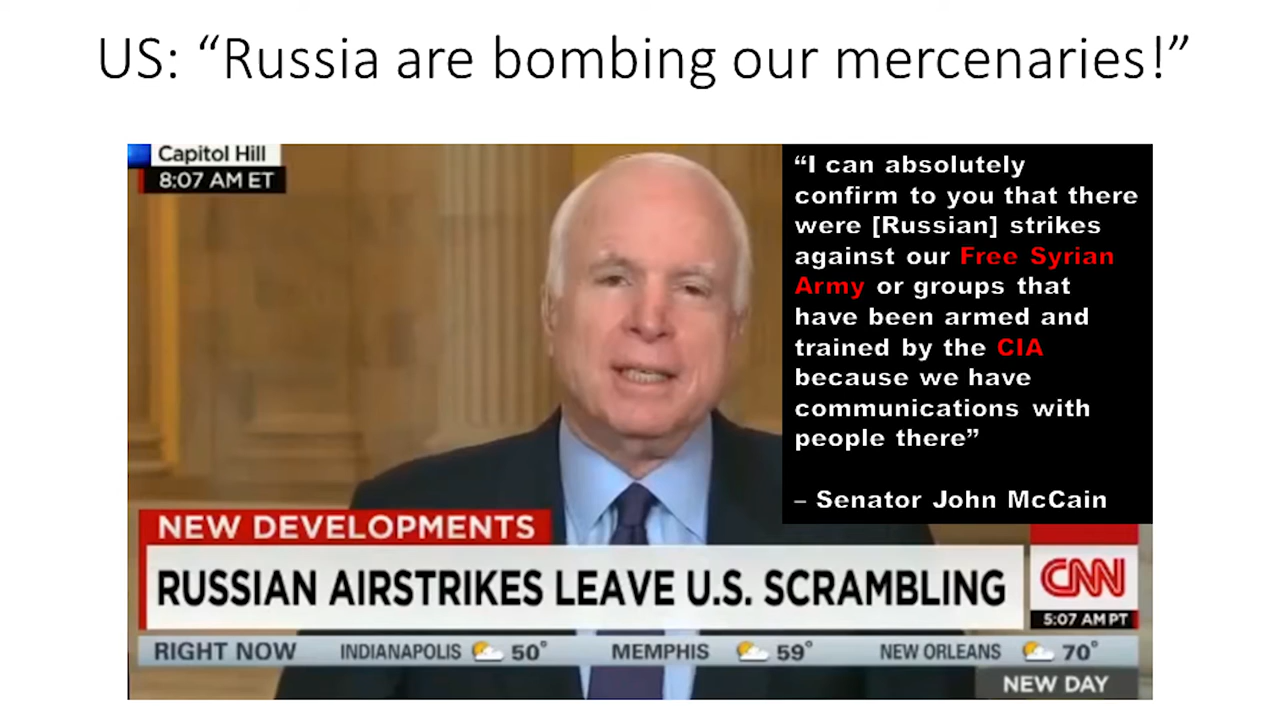 US: “Russia are bombing our mercenaries!”
Capitol Hill
8:07 AM ET
“I can absolutely
confirm to you that there
were [Russian] strikes
against our Free Syrian
Army or groups that
have been armed and
trained by the CIA
because we have
communications with
people there”
– Senator John McCain
NEW DEVELOPMENTS
RUSSIAN AIRSTRIKES LEAVE U.S. SCRAMBLING
CNN
5:07 AM PT
RIGHT NOW INDIANAPOLIS 50° MEMPHIS 59° NEW ORLEANS 70°
NEW DAY